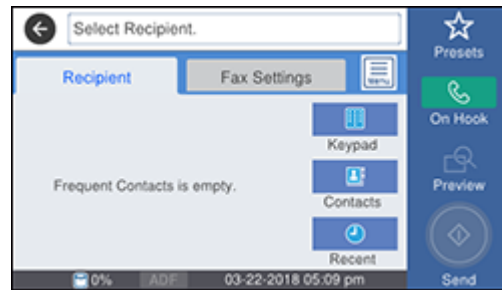 Select Recipient.
Presets
Recipient
Fax Settings
Menu
On Hook
Keypad
Preview
Frequent Contacts is empty.
Contacts
Recent
0%
ADF
03-22-2018 05:09 pm
Send